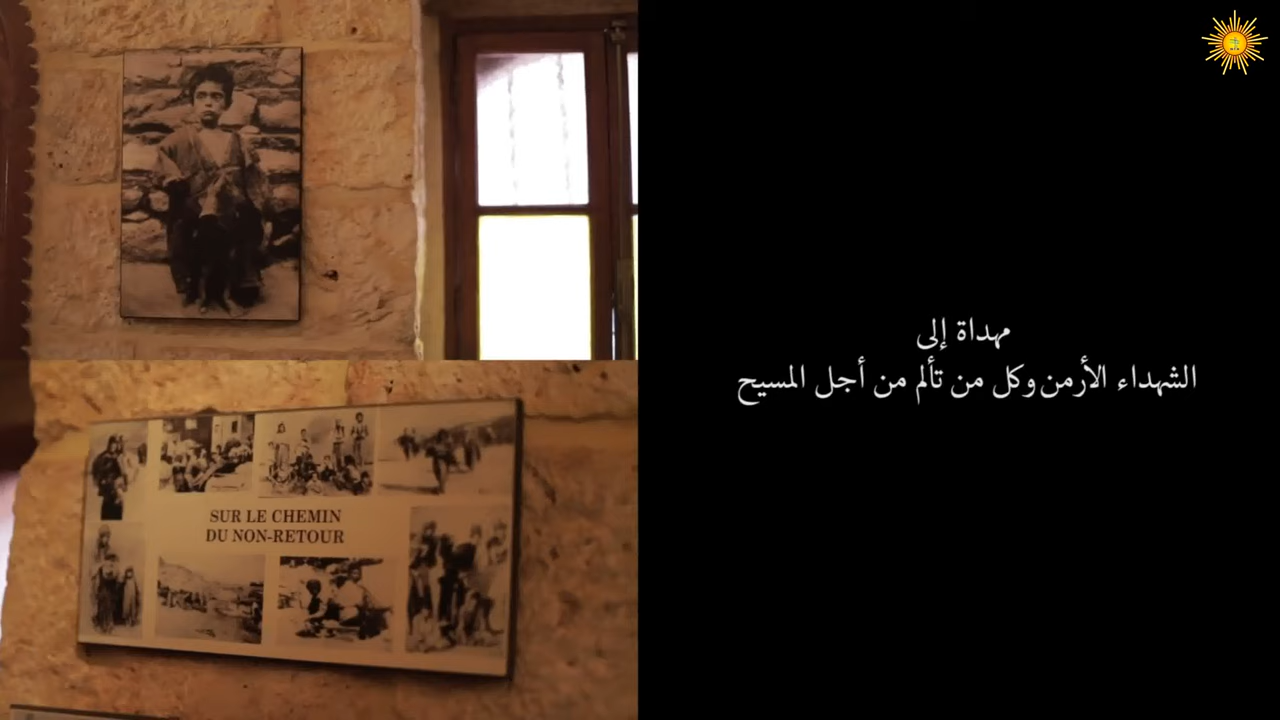 SUR LE CHEMIN
DU NON-RETOUR
مهداة إلى
الشهداء الأرمن وكل من تألم من أجل المسيح